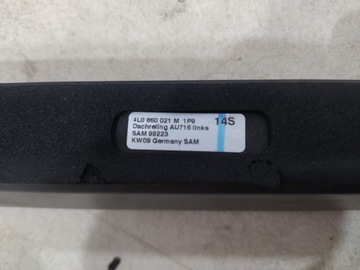 4L0 860 021 M 1P9 14S
Dachreling AU716 links
SAM 99223
KW09 Germany SAM